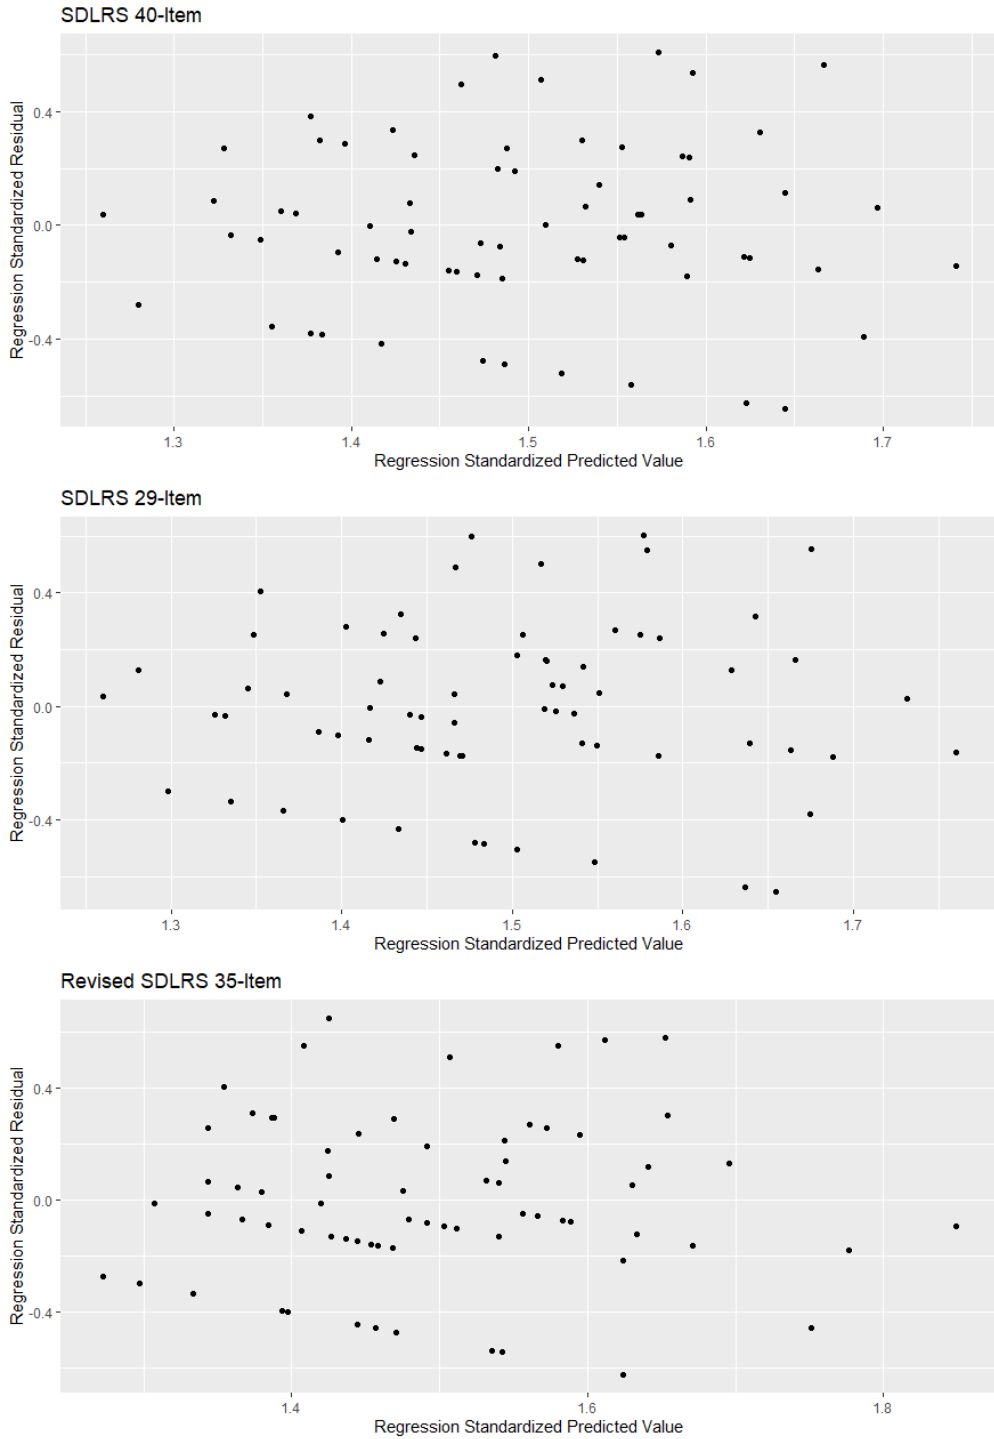 SDLRS 40-Item
Regression Standardized Residual
0.4
0.0
-0.4
1.3 1.4 1.5 1.6 1.7
Regression Standardized Predicted Value
SDLRS 29-Item
Regression Standardized Residual
0.4
0.0
-0.4
1.3 1.4 1.5 1.6 1.7
Regression Standardized Predicted Value
Revised SDLRS 35-Item
Regression Standardized Residual
0.4
0.0
-0.4
1.4 1.6 1.8
Regression Standardized Predicted Value